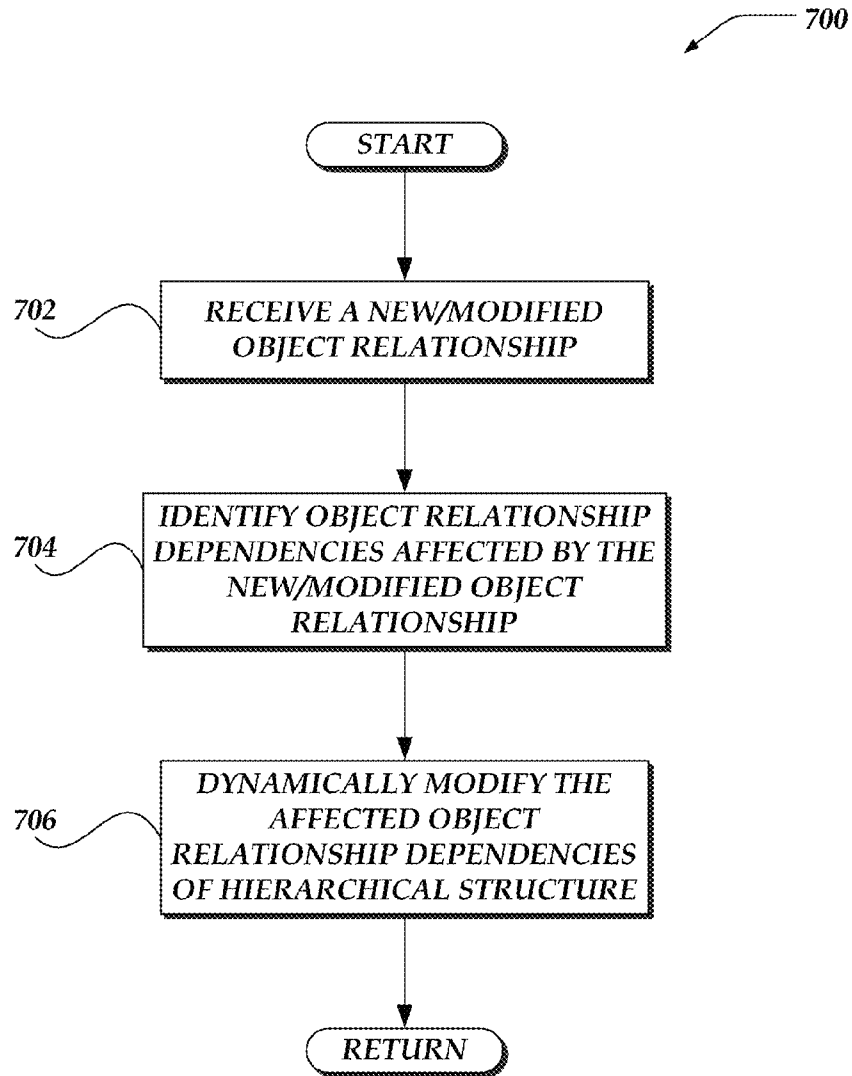 700
START
702
RECEIVE A NEW/MODIFIED
OBJECT RELATIONSHIP
704
IDENTIFY OBJECT RELATIONSHIP
DEPENDENCIES AFFECTED BY THE
NEW/MODIFIED OBJECT
RELATIONSHIP
706
DYNAMICALLY MODIFY THE
AFFECTED OBJECT
RELATIONSHIP DEPENDENCIES
OF HIERARCHICAL STRUCTURE
RETURN